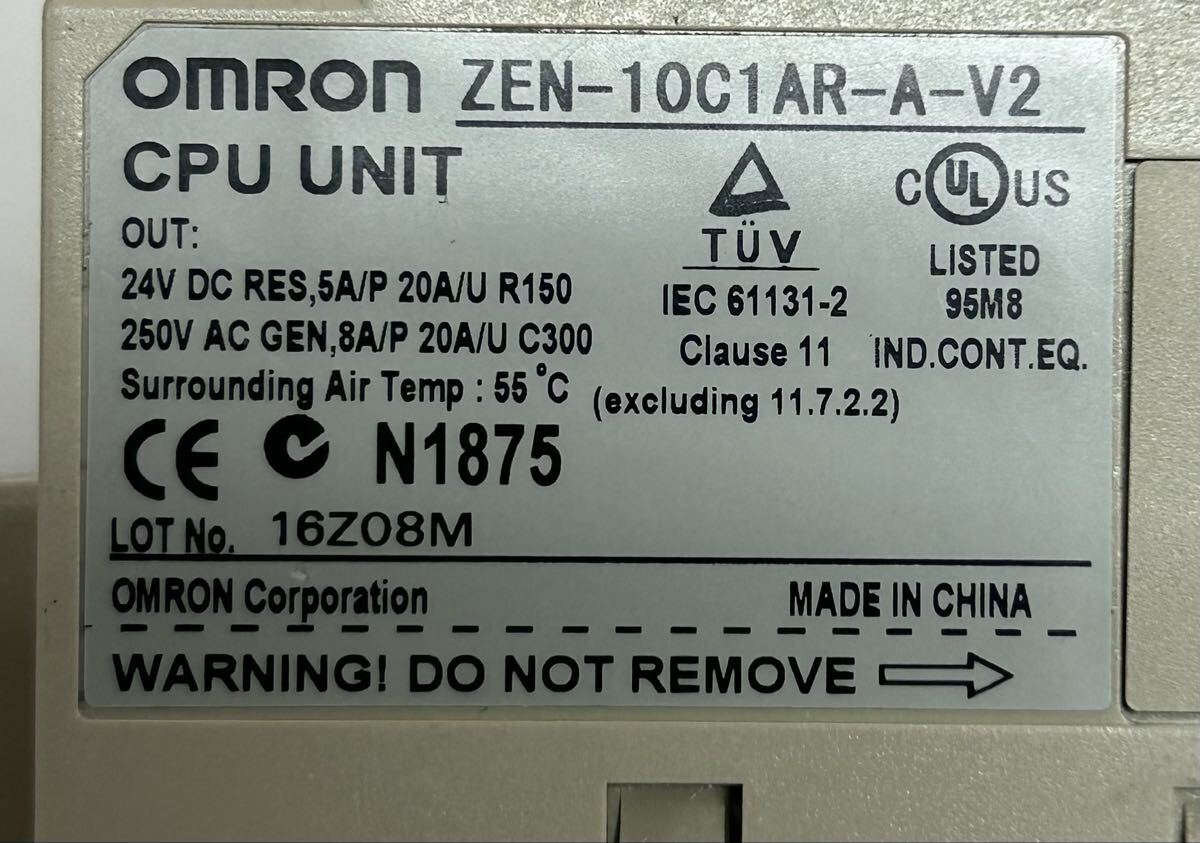 OMRON ZEN-10C1AR-A-V2
CPU UNIT
OUT:
24V DC RES,5A/P 20A/U R150
250V AC GEN,8A/P 20A/U C300
Surrounding Air Temp : 55°C
TÜV
IEC 61131-2
Clause 11
(excluding 11.7.2.2)
C UL US
LISTED
95M8
IND.CONT.EQ.
CE N1875
LOT No. 16Z08M
OMRON Corporation MADE IN CHINA
WARNING! DO NOT REMOVE